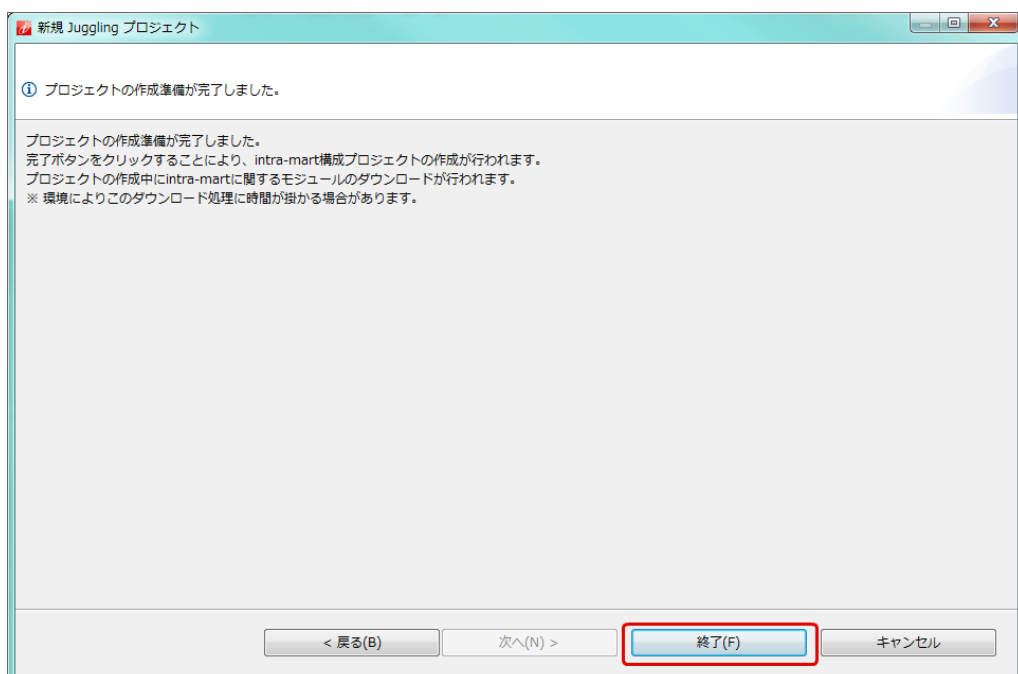 新規 Juggling プロジェクト
プロジェクトの作成準備が完了しました。
プロジェクトの作成準備が完了しました。
完了ボタンをクリックすることにより、intra-mart構成プロジェクトの作成が行われます。
プロジェクトの作成中にintra-martに関するモジュールのダウンロードが行われます。
※ 環境によりこのダウンロード処理に時間が掛かる場合があります。
< 戻る(B)
次へ(N) >
終了(F)
キャンセル